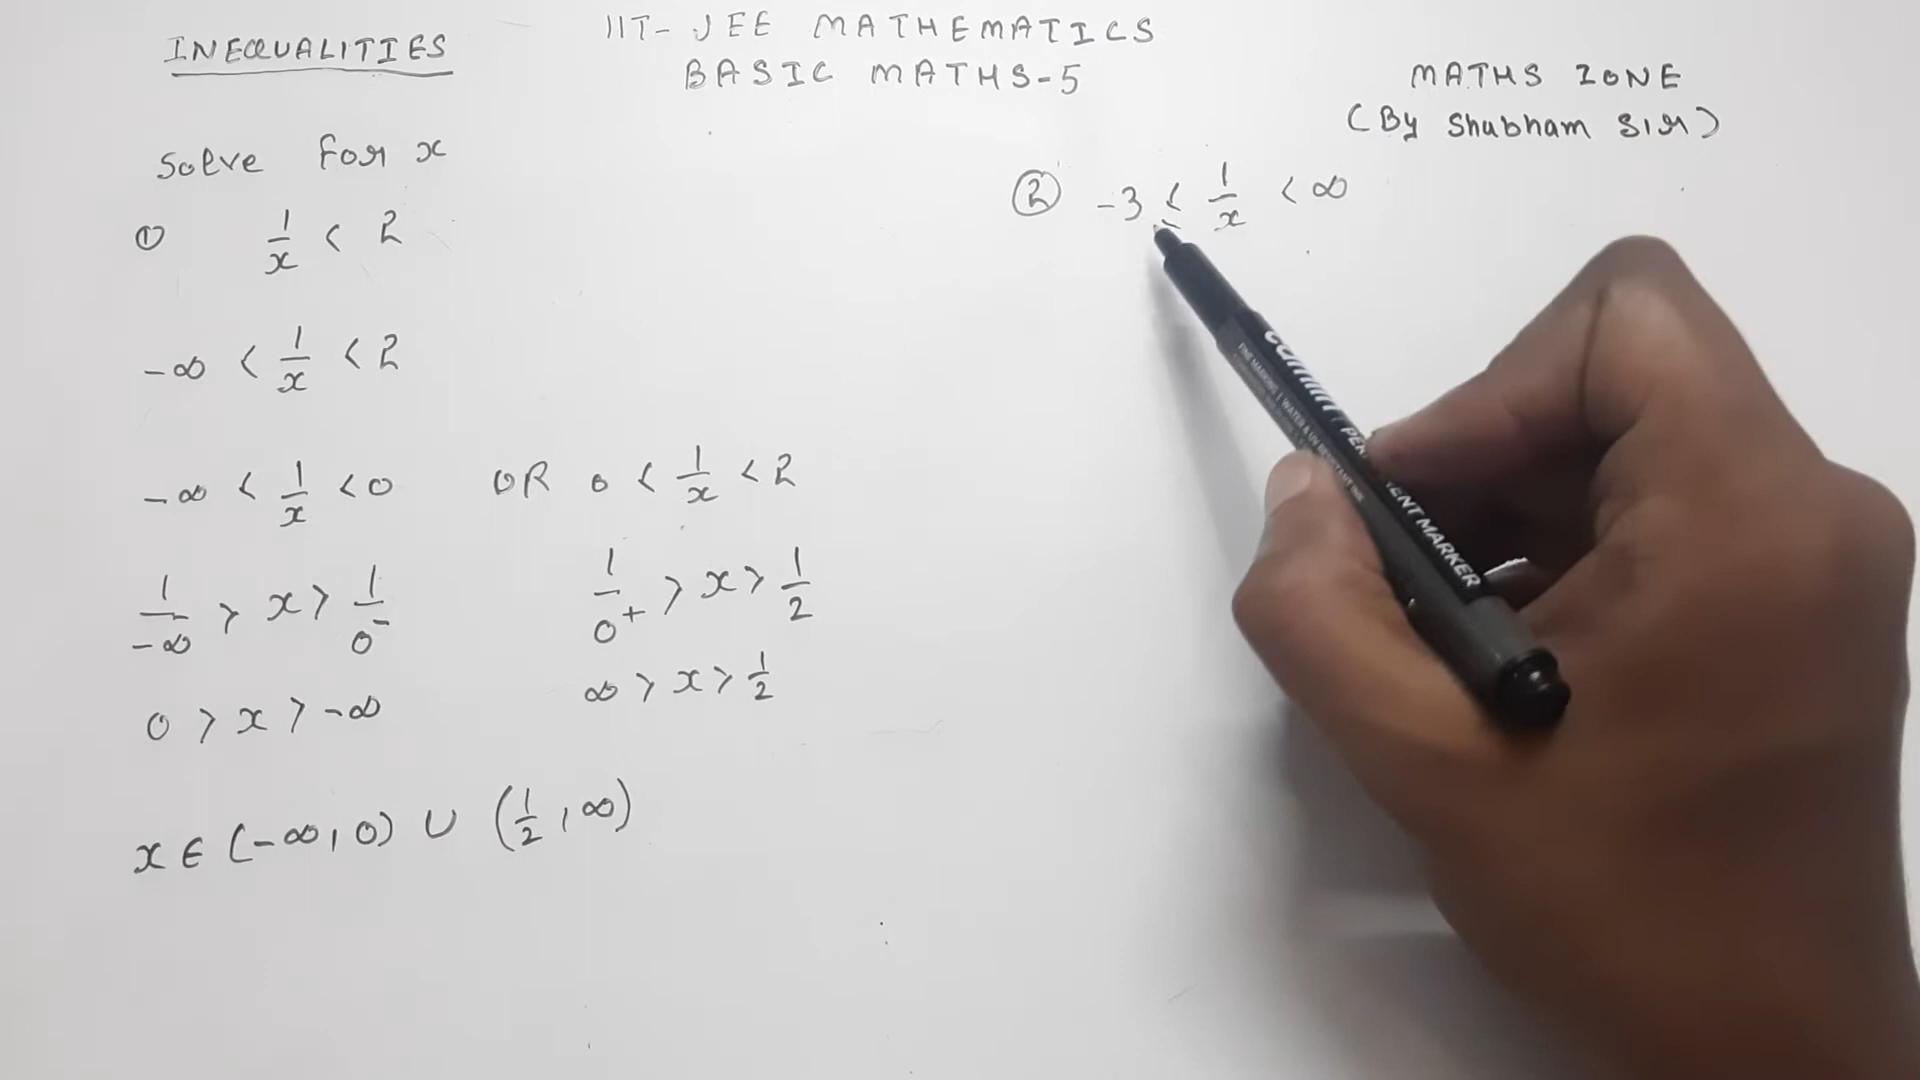 INEQUALITIES
IIT-JEE MATHEMATICS
BASIC MATHS-5
MATHS ZONE
(By Shubham Sir)
Solve for x
① 1/x < 2
-∞ < 1/x < 2
-∞ < 1/x < 0 OR 0 < 1/x < 2
1/-∞ > x > 1/0⁻
1/0⁺ > x > 1/2
0 > x > -∞
∞ > x > 1/2
x ∈ (-∞, 0) ∪ (1/2, ∞)
② -3 ≤ 1/x < ∞
PERMANENT MARKER